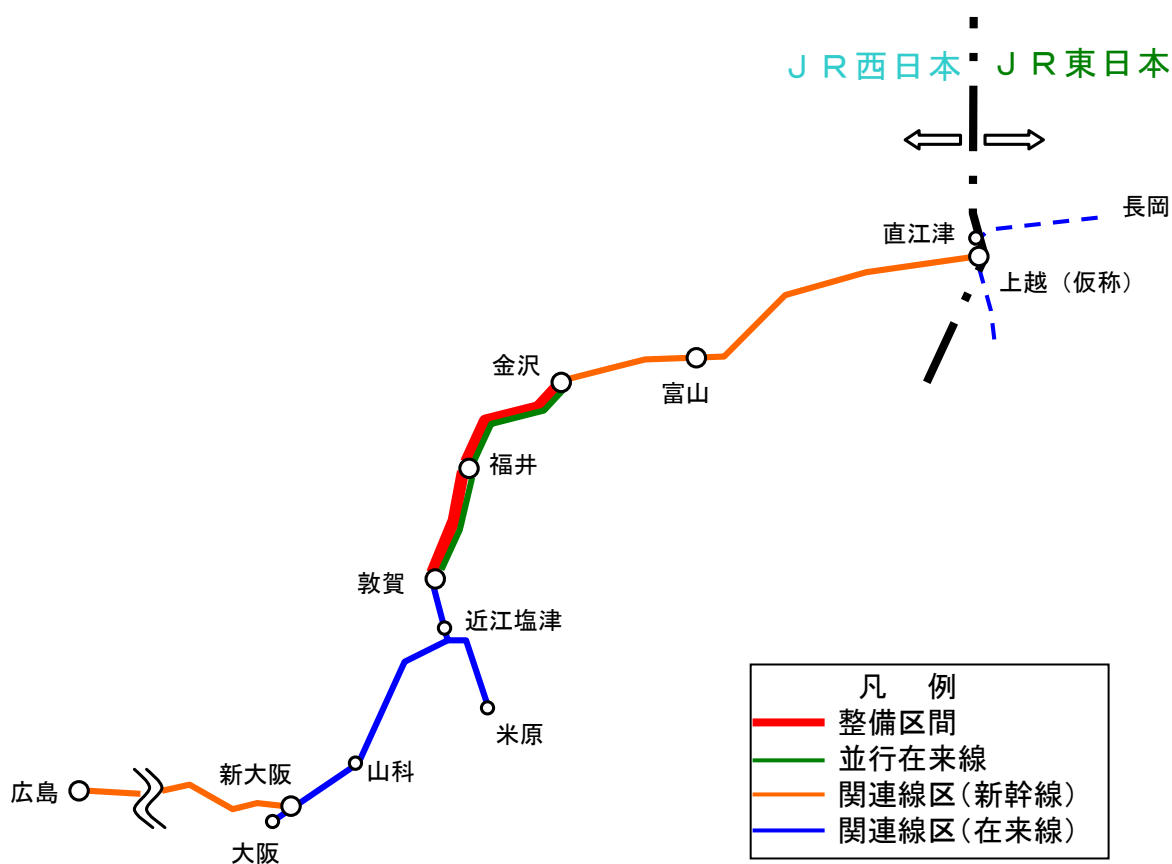 ＪＲ西日本
ＪＲ東日本
長岡
直江津
上越（仮称）
金沢
富山
福井
敦賀
近江塩津
米原
山科
新大阪
広島
大阪
凡　例
整備区間
並行在来線
関連線区（新幹線）
関連線区（在来線）